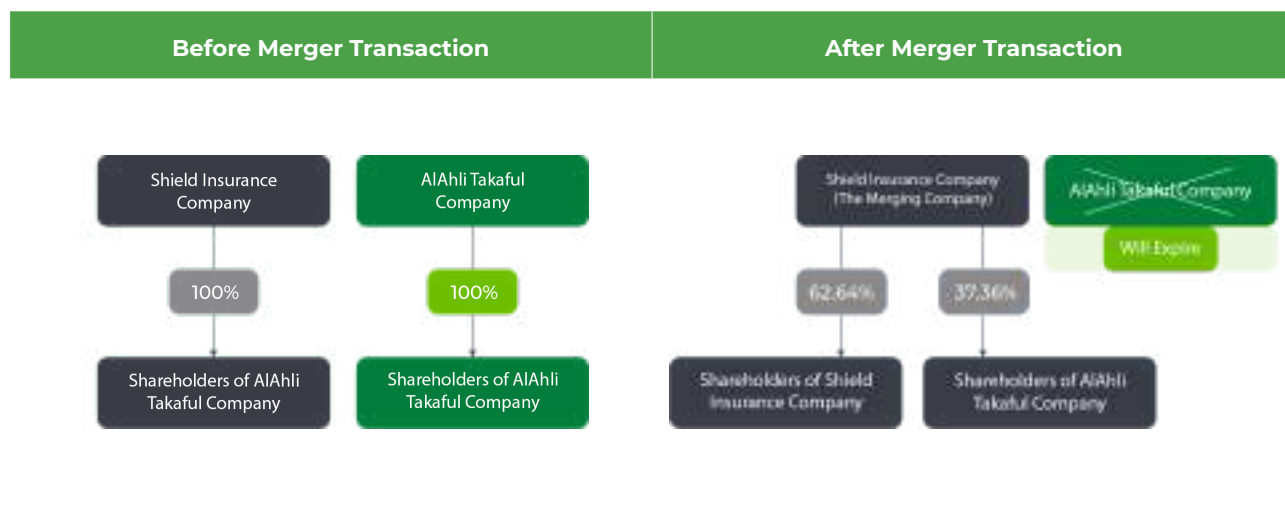 Before Merger Transaction
After Merger Transaction
Shield Insurance
Company
AlAhli Takaful
Company
Shield Insurance Company
(The Merging Company)
AlAhli Takaful Company
Will Expire
100%
100%
62.64%
37.36%
Shareholders of AlAhli
Takaful Company
Shareholders of AlAhli
Takaful Company
Shareholders of Shield
Insurance Company
Shareholders of AlAhli
Takaful Company